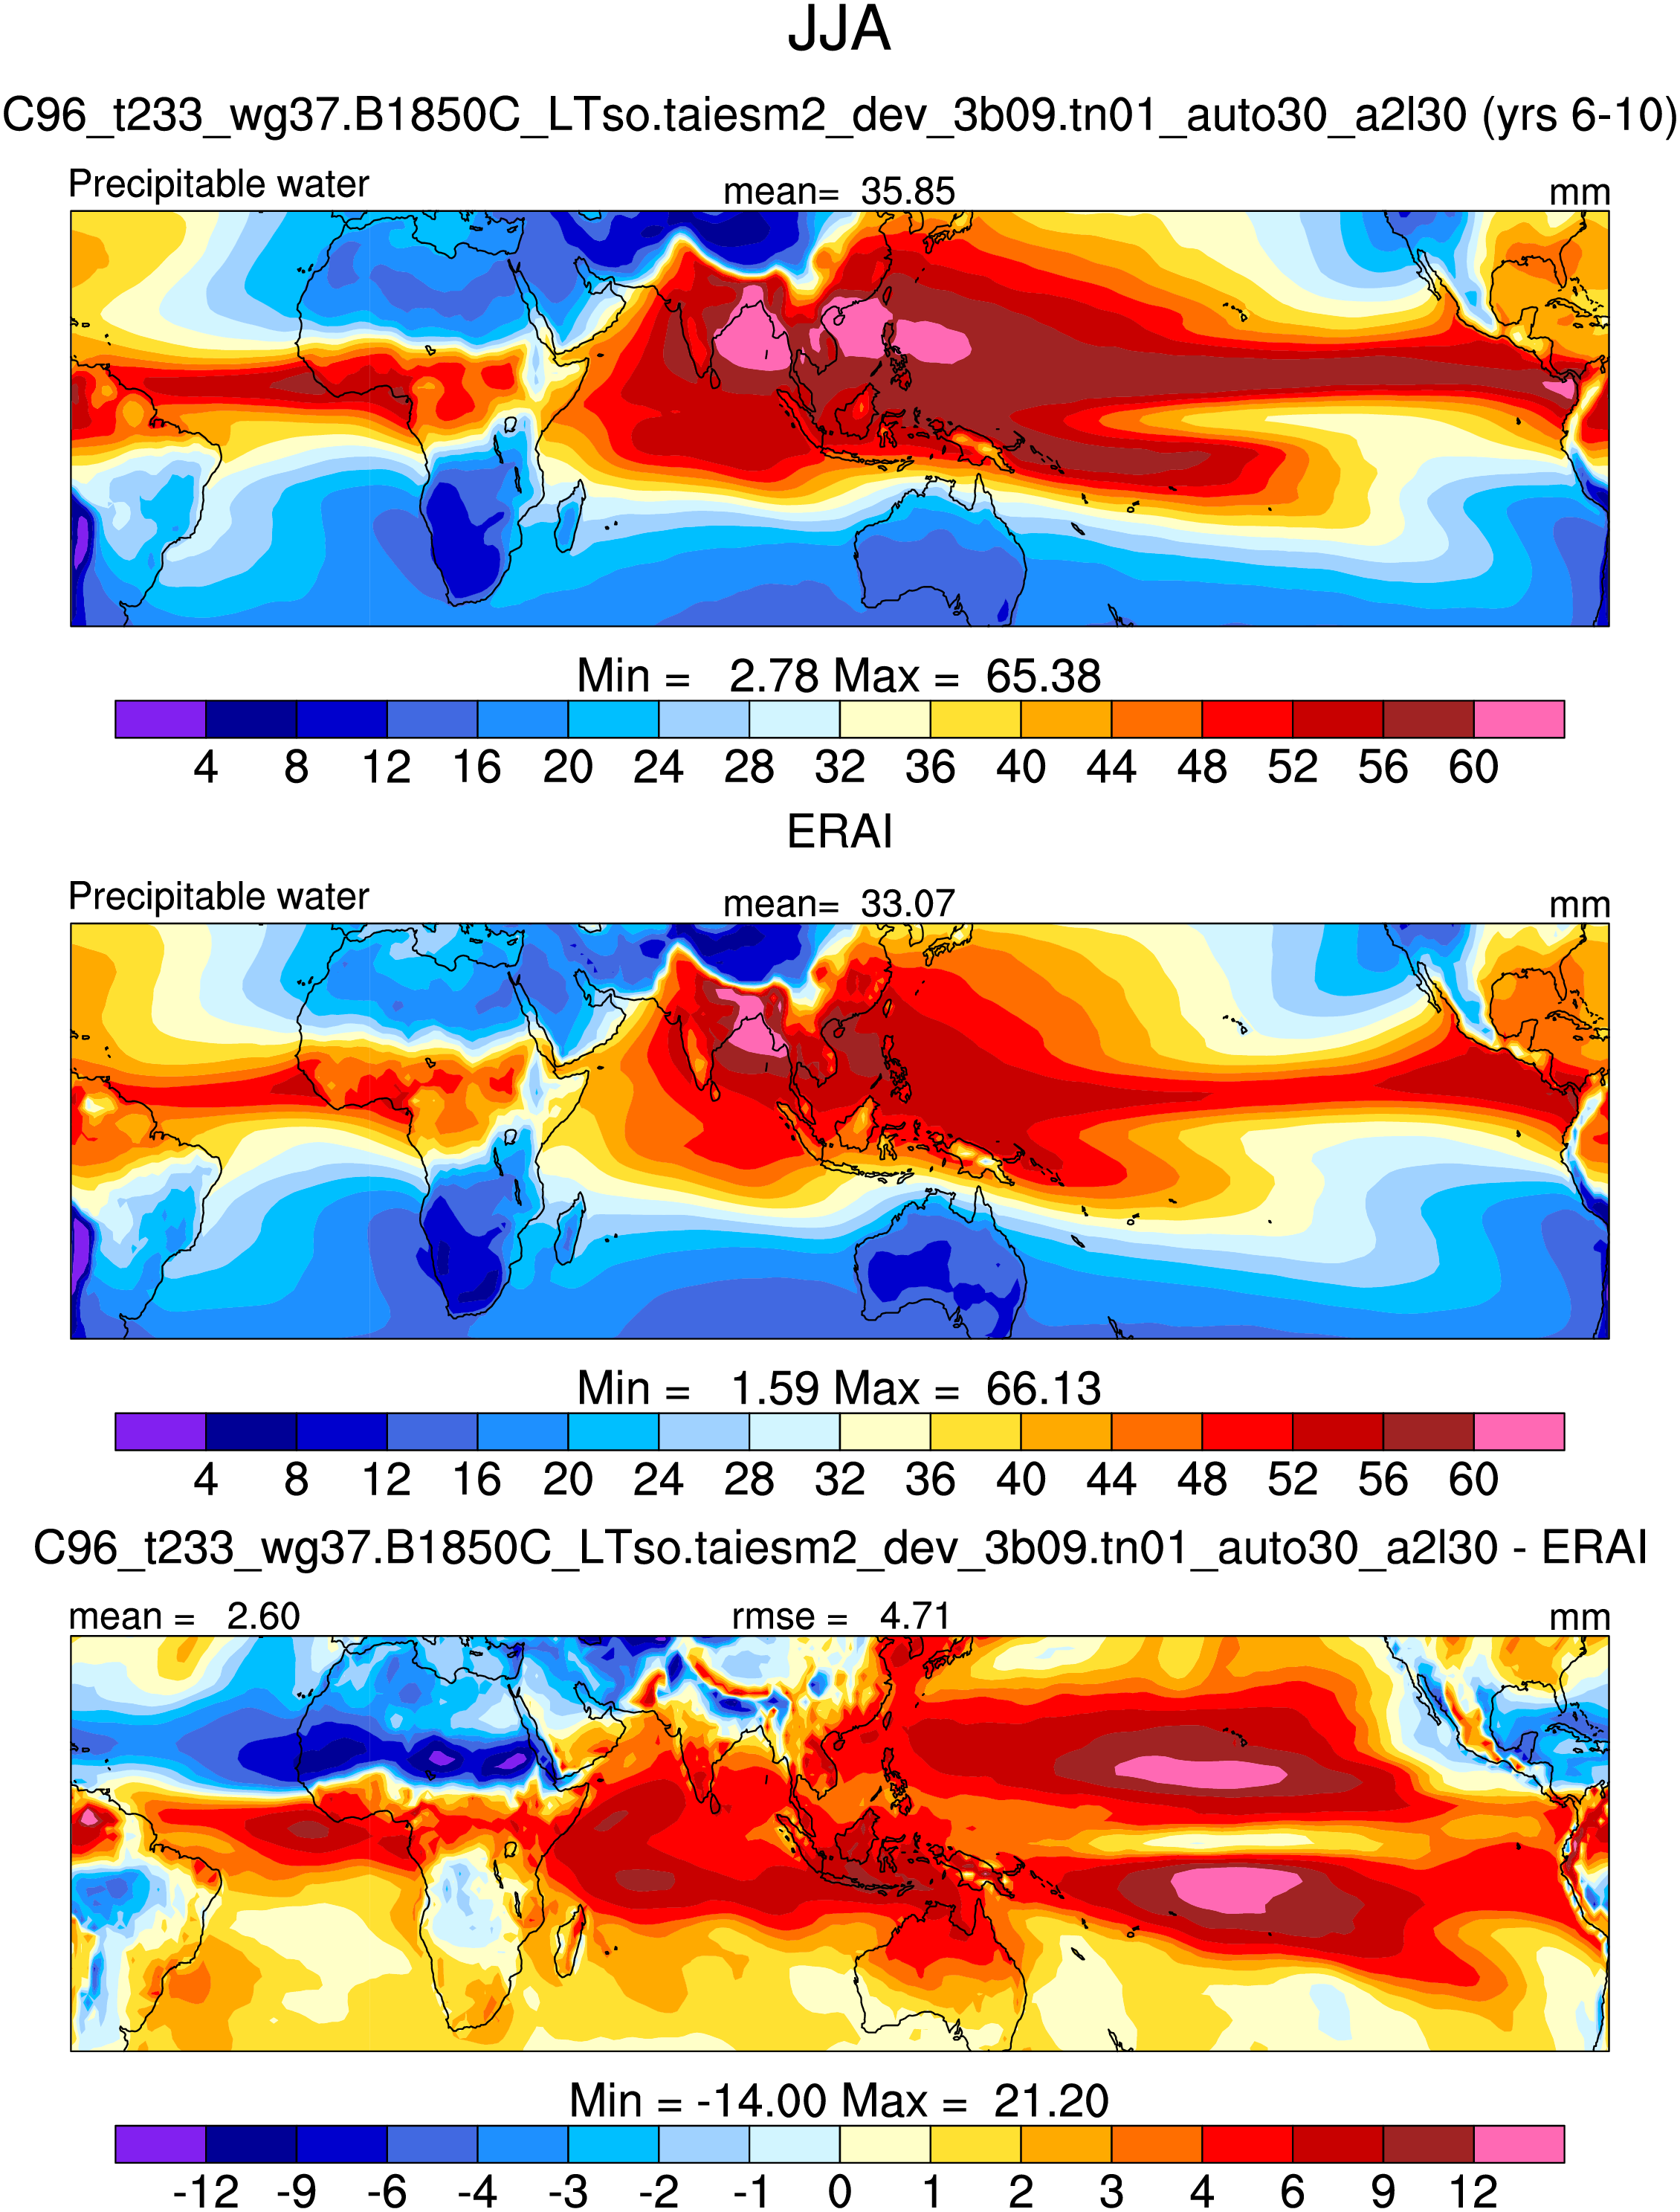 JJA
C96_t233_wg37.B1850C_LTso.taiesm2_dev_3b09.tn01_auto30_a2l30 (yrs 6-10)
Precipitable water mean= 35.85 mm
Min = 2.78 Max = 65.38
4 8 12 16 20 24 28 32 36 40 44 48 52 56 60
ERAI
Precipitable water mean= 33.07 mm
Min = 1.59 Max = 66.13
4 8 12 16 20 24 28 32 36 40 44 48 52 56 60
C96_t233_wg37.B1850C_LTso.taiesm2_dev_3b09.tn01_auto30_a2l30 - ERAI
mean = 2.60 rmse = 4.71 mm
Min = -14.00 Max = 21.20
-12 -9 -6 -4 -3 -2 -1 0 1 2 3 4 6 9 12